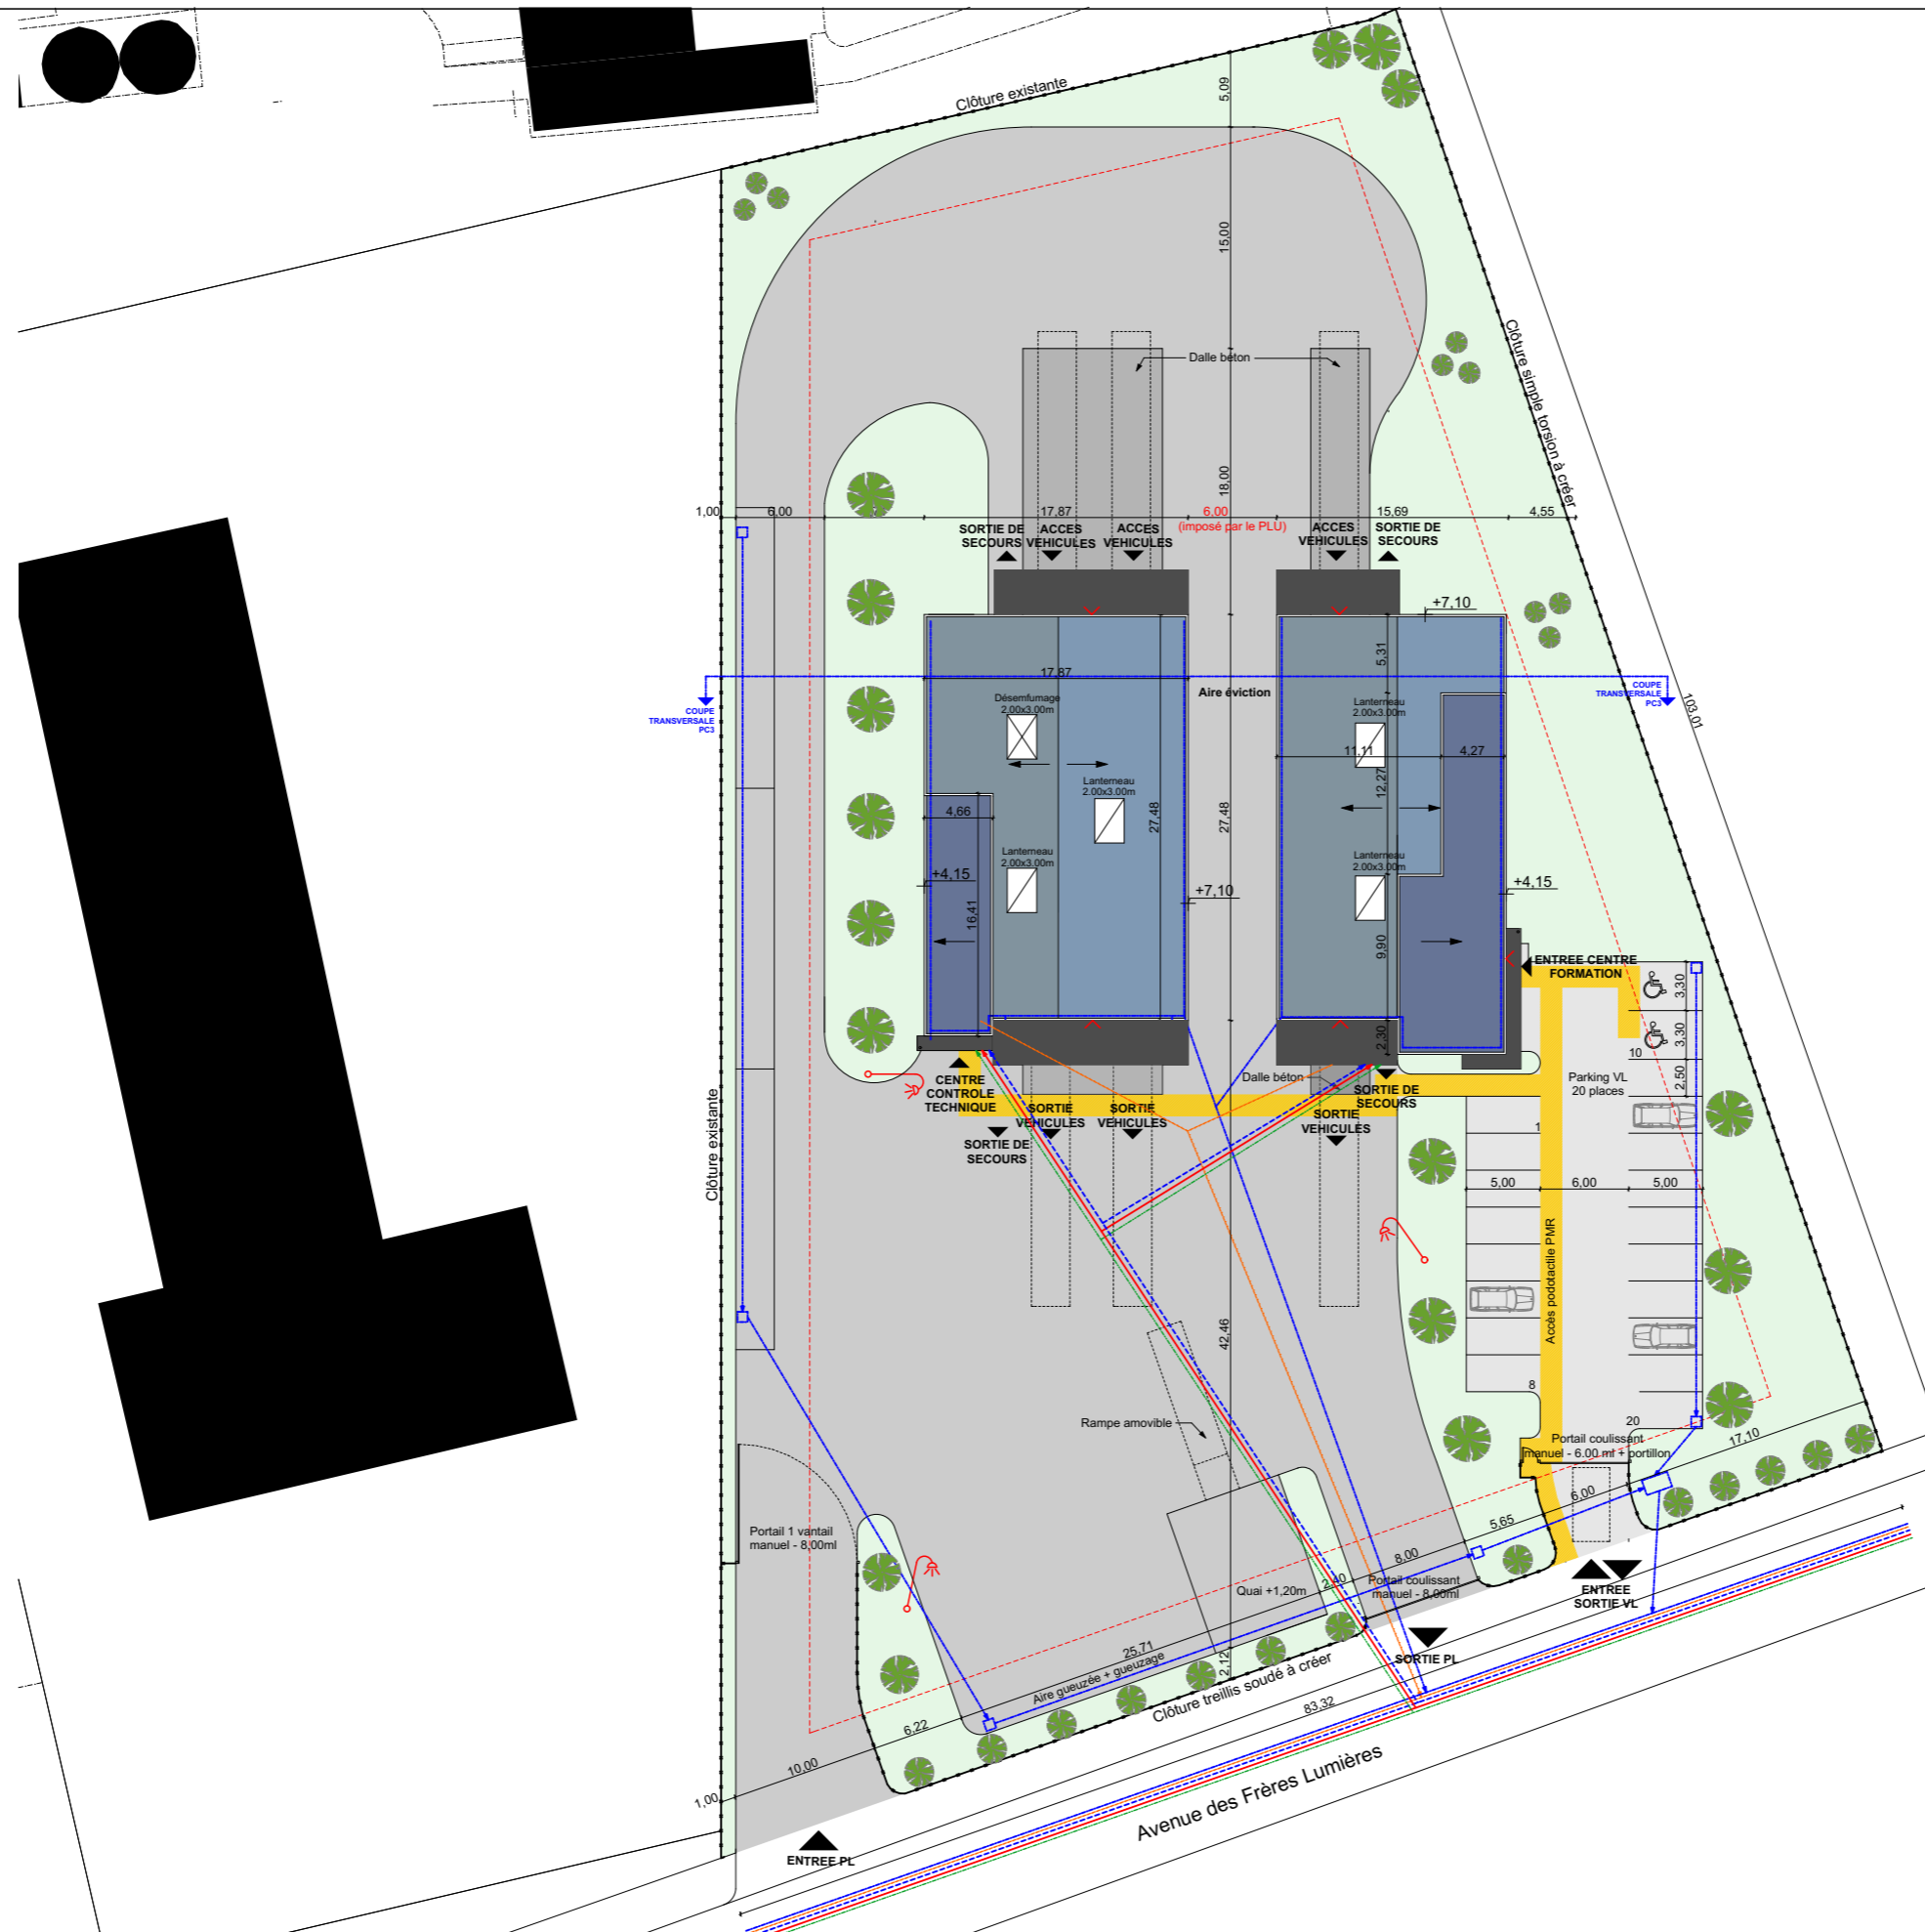 Clôture existante
5,09
15,00
Clôture simple torsion à créer
Dalle béton
18,00
1,00
6,00
17,87
6,00
(imposé par le PLU)
15,69
4,55
SORTIE DE
SECOURS
ACCES
VEHICULES
ACCES
VEHICULES
ACCES
VEHICULES
SORTIE DE
SECOURS
+7,10
5,31
17,87
Aire éviction
COUPE
TRANSVERSALE
PC3
COUPE
TRANSVERSALE
PC3
103,01
Désemfumage
2.00x3.00m
Lanterneau
2.00x3.00m
11,11
4,27
Lanterneau
2.00x3.00m
12,27
27,48
27,48
4,66
Lanterneau
2.00x3.00m
Lanterneau
2.00x3.00m
+4,15
+7,10
+4,15
16,41
9,90
ENTREE CENTRE
FORMATION
3,30
3,30
2,30
10
2,50
Parking VL
20 places
CENTRE
CONTROLE
TECHNIQUE
Dalle béton
SORTIE DE
SECOURS
SORTIE
VEHICULES
SORTIE
VEHICULES
SORTIE
VEHICULES
SORTIE DE
SECOURS
1
Clôture existante
5,00
6,00
5,00
Accès podotactile PMR
42,46
8
Rampe amovible
20
Portail coulissant
manuel - 6.00 ml + portillon
17,10
6,00
5,65
Portail 1 vantail
manuel - 8,00ml
8,00
2,40
Quai +1,20m
Portail coulissant
manuel - 8,00ml
ENTREE
SORTIE VL
SORTIE PL
25,71
Aire gueuzée + gueuzage
2,12
Clôture treillis soudé à créer
83,32
6,22
10,00
1,00
Avenue des Frères Lumières
ENTREE PL